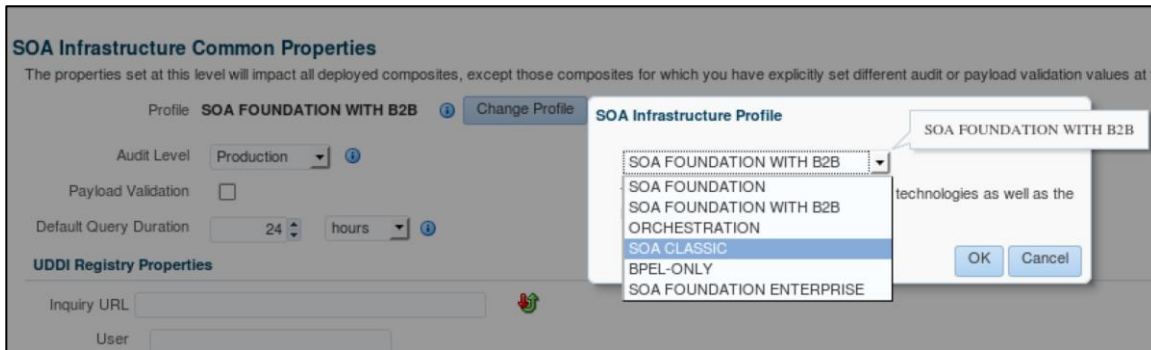 SOA Infrastructure Common Properties
The properties set at this level will impact all deployed composites, except those composites for which you have explicitly set different audit or payload validation values at
Profile SOA FOUNDATION WITH B2B Change Profile
SOA Infrastructure Profile
SOA FOUNDATION WITH B2B
Audit Level Production
SOA FOUNDATION WITH B2B
Payload Validation
SOA FOUNDATION
technologies as well as the
SOA FOUNDATION WITH B2B
Default Query Duration 24 hours
ORCHESTRATION
SOA CLASSIC
OK Cancel
BPEL-ONLY
SOA FOUNDATION ENTERPRISE
UDDI Registry Properties
Inquiry URL
User